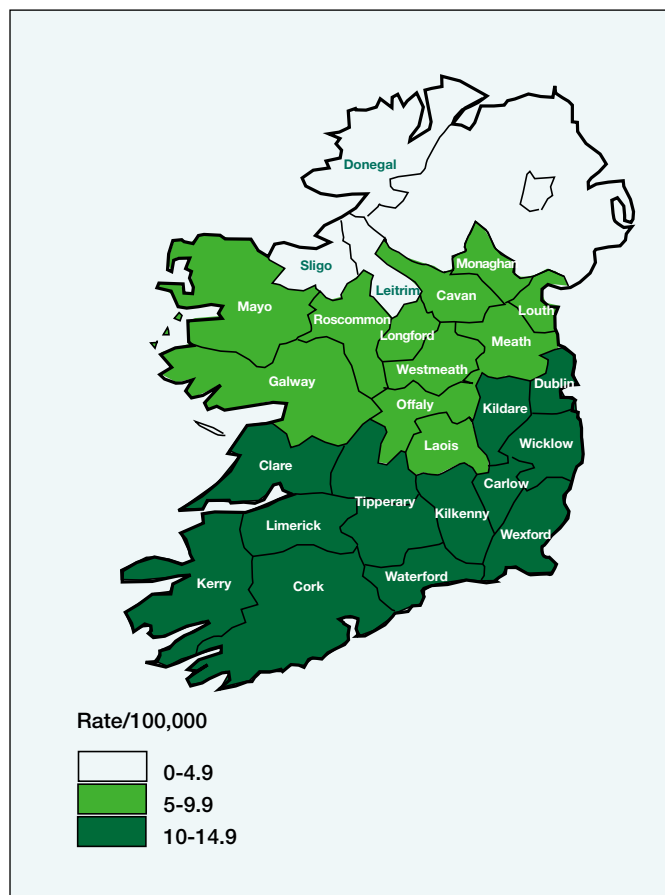 Donegal
Sligo
Monaghan
Leitrim
Cavan
Mayo
Louth
Roscommon
Longford
Meath
Westmeath
Galway
Dublin
Offaly
Kildare
Wicklow
Laois
Clare
Carlow
Tipperary
Kilkenny
Limerick
Wexford
Waterford
Kerry
Cork
Rate/100,000
0-4.9
5-9.9
10-14.9